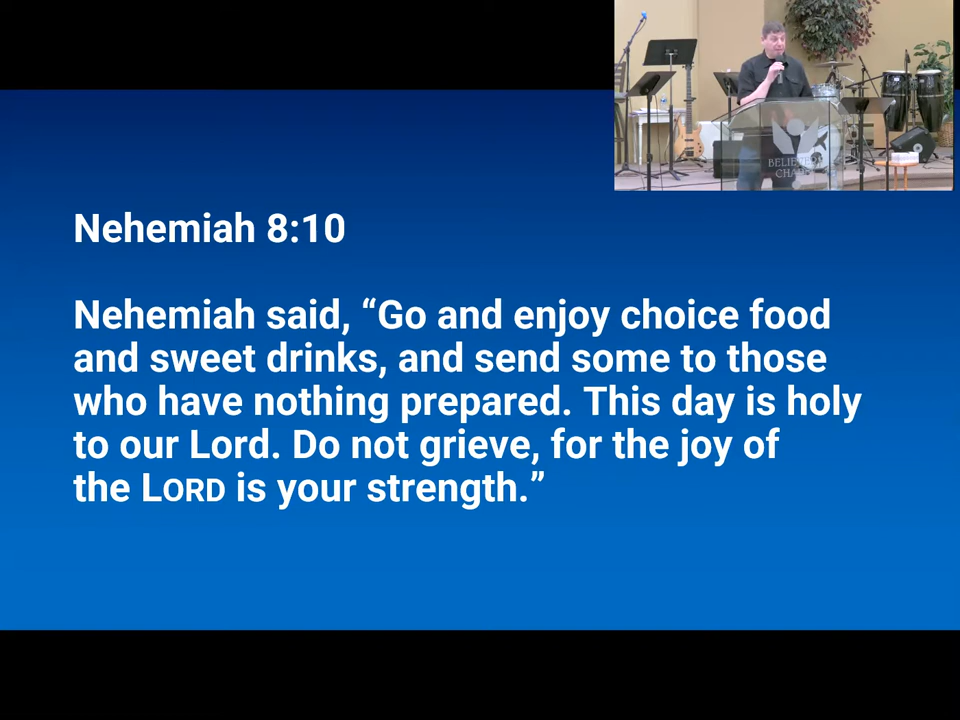 Nehemiah 8:10
Nehemiah said, “Go and enjoy choice food
and sweet drinks, and send some to those
who have nothing prepared. This day is holy
to our Lord. Do not grieve, for the joy of
the LORD is your strength.”